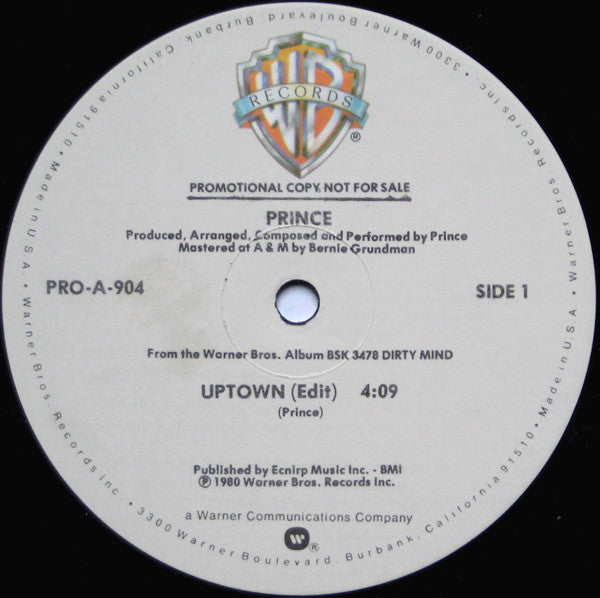 WB
RECORDS
®
PROMOTIONAL COPY, NOT FOR SALE
PRINCE
Produced, Arranged, Composed and Performed by Prince
Mastered at A & M by Bernie Grundman
PRO-A-904
SIDE 1
From the Warner Bros. Album BSK 3478 DIRTY MIND
UPTOWN (Edit) 4:09
(Prince)
Published by Ecnirp Music Inc. - BMI
℗ 1980 Warner Bros. Records Inc.
a Warner Communications Company
®
Warner Bros. Records Inc. • 3300 Warner Boulevard, Burbank, California 91510 • Made in U.S.A. • Warner Bros. Records Inc. • 3300 Warner Boulevard, Burbank, California 91510 • Made in U.S.A. •